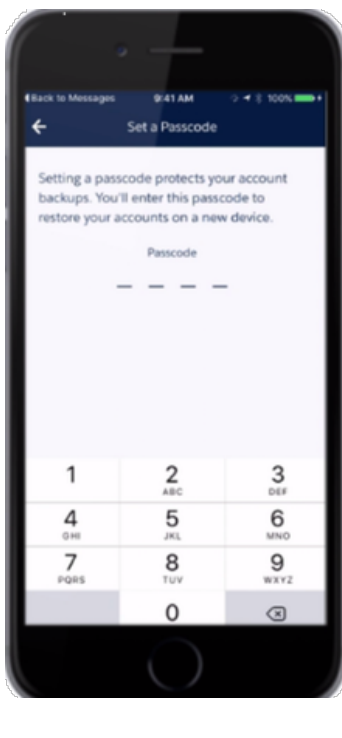 Back to Messages 9:41 AM 100%
Set a Passcode
Setting a passcode protects your account
backups. You'll enter this passcode to
restore your accounts on a new device.
Passcode
1 2 3
ABC DEF
4 5 6
GHI JKL MNO
7 8 9
PQRS TUV WXYZ
0